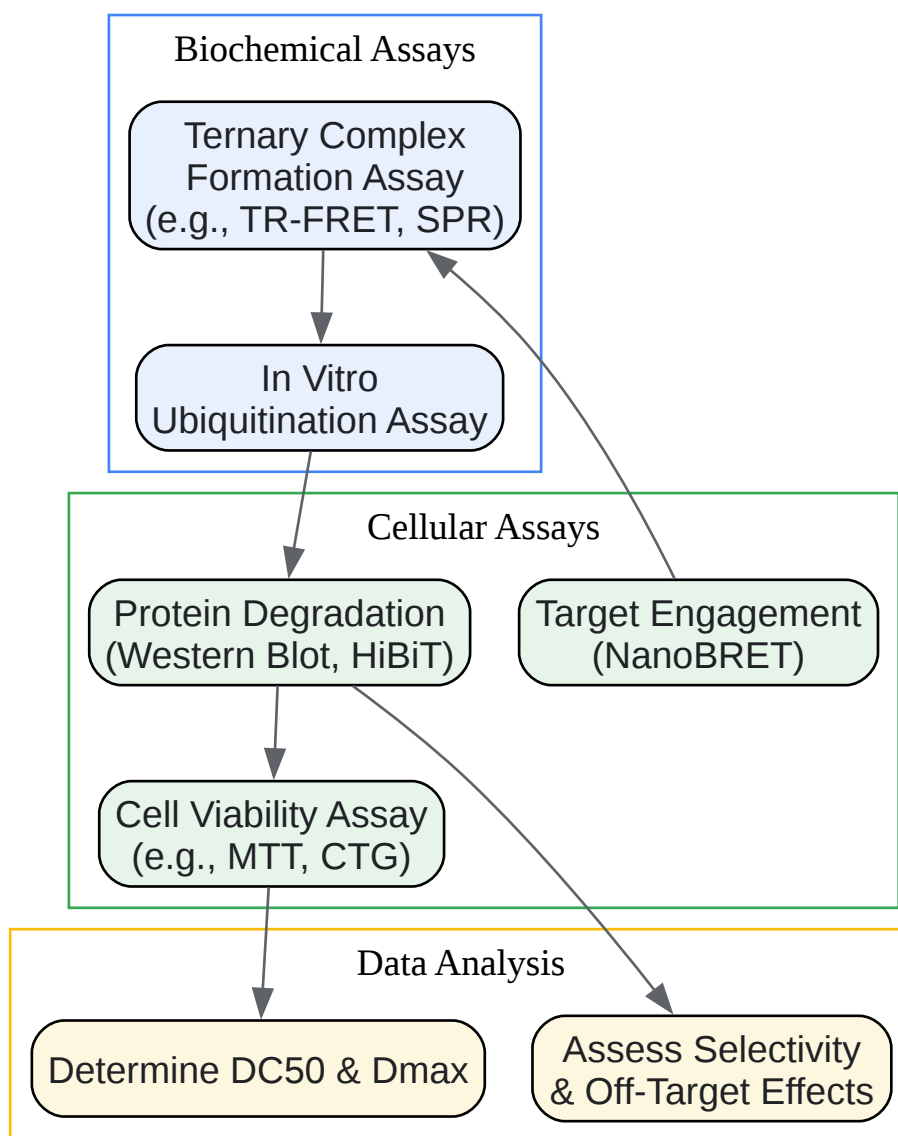 Biochemical Assays
Ternary Complex
Formation Assay
(e.g., TR-FRET, SPR)
In Vitro
Ubiquitination Assay
Cellular Assays
Protein Degradation
(Western Blot, HiBiT)
Target Engagement
(NanoBRET)
Cell Viability Assay
(e.g., MTT, CTG)
Data Analysis
Determine DC50 & Dmax
Assess Selectivity
& Off-Target Effects